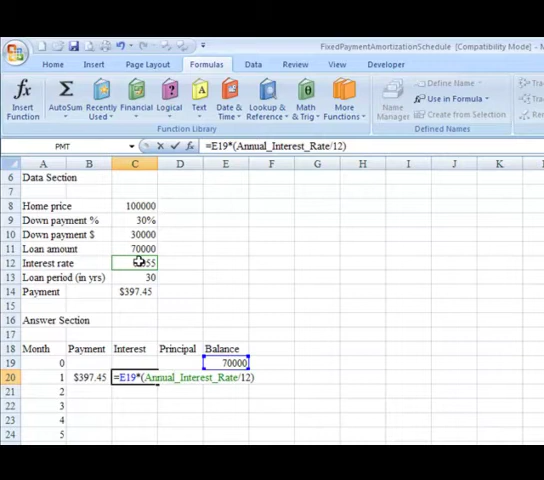 FixedPaymentAmortizationSchedule [Compatibility Mode] -
Home Insert Page Layout Formulas Data Review View Developer
Insert Function AutoSum Recently Used Financial Logical Text Date & Time Lookup & Reference Math & Trig More Functions Name Manager Define Name Use in Formula Create from Selection
Function Library Defined Names
PMT =E19*(Annual_Interest_Rate/12)
A B C D E F G H I J K
6 Data Section
7
8 Home price 100000
9 Down payment % 30%
10 Down payment $ 30000
11 Loan amount 70000
12 Interest rate
13 Loan period (in yrs) 30
14 Payment $397.45
15
16 Answer Section
17
18 Month Payment Interest Principal Balance
19 0 70000
20 1 $397.45 =E19*(Annual_Interest_Rate/12)
21 2
22 3
23 4
24 5